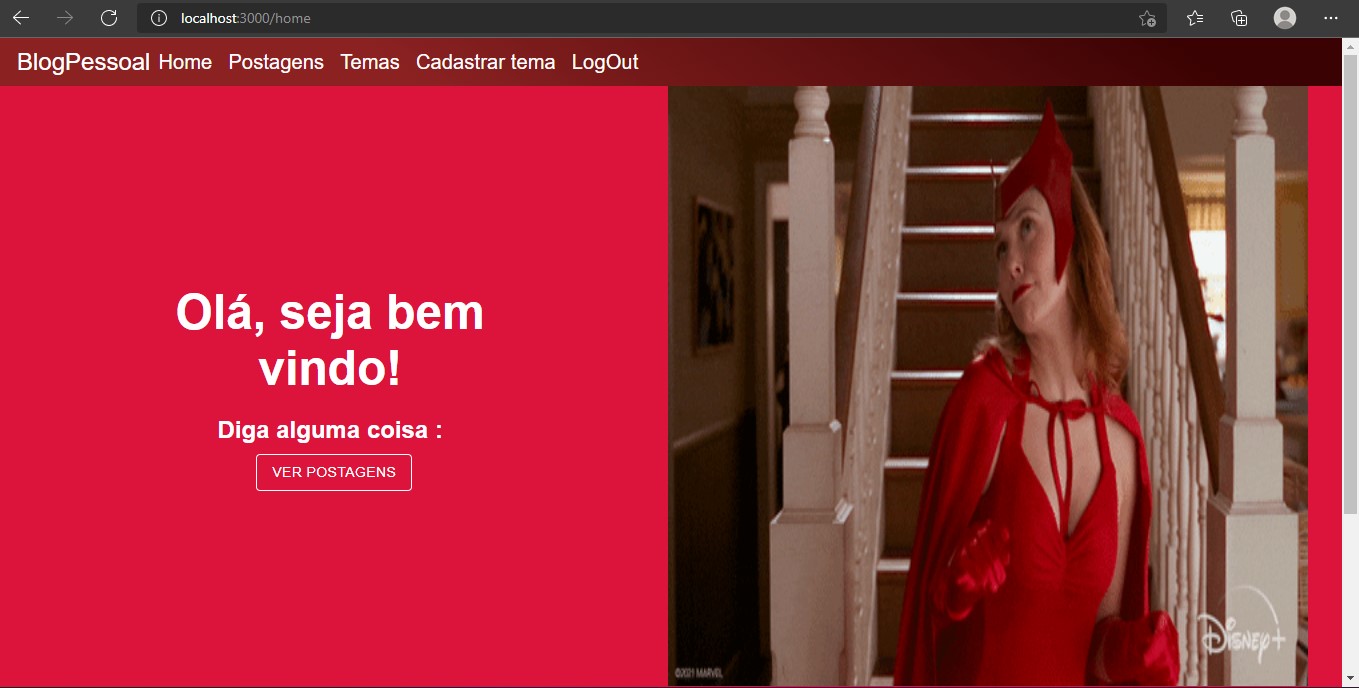 localhost:3000/home
BlogPessoal Home Postagens Temas Cadastrar tema LogOut
Olá, seja bem
vindo!
Diga alguma coisa :
VER POSTAGENS
Disney+
©2021 MARVEL